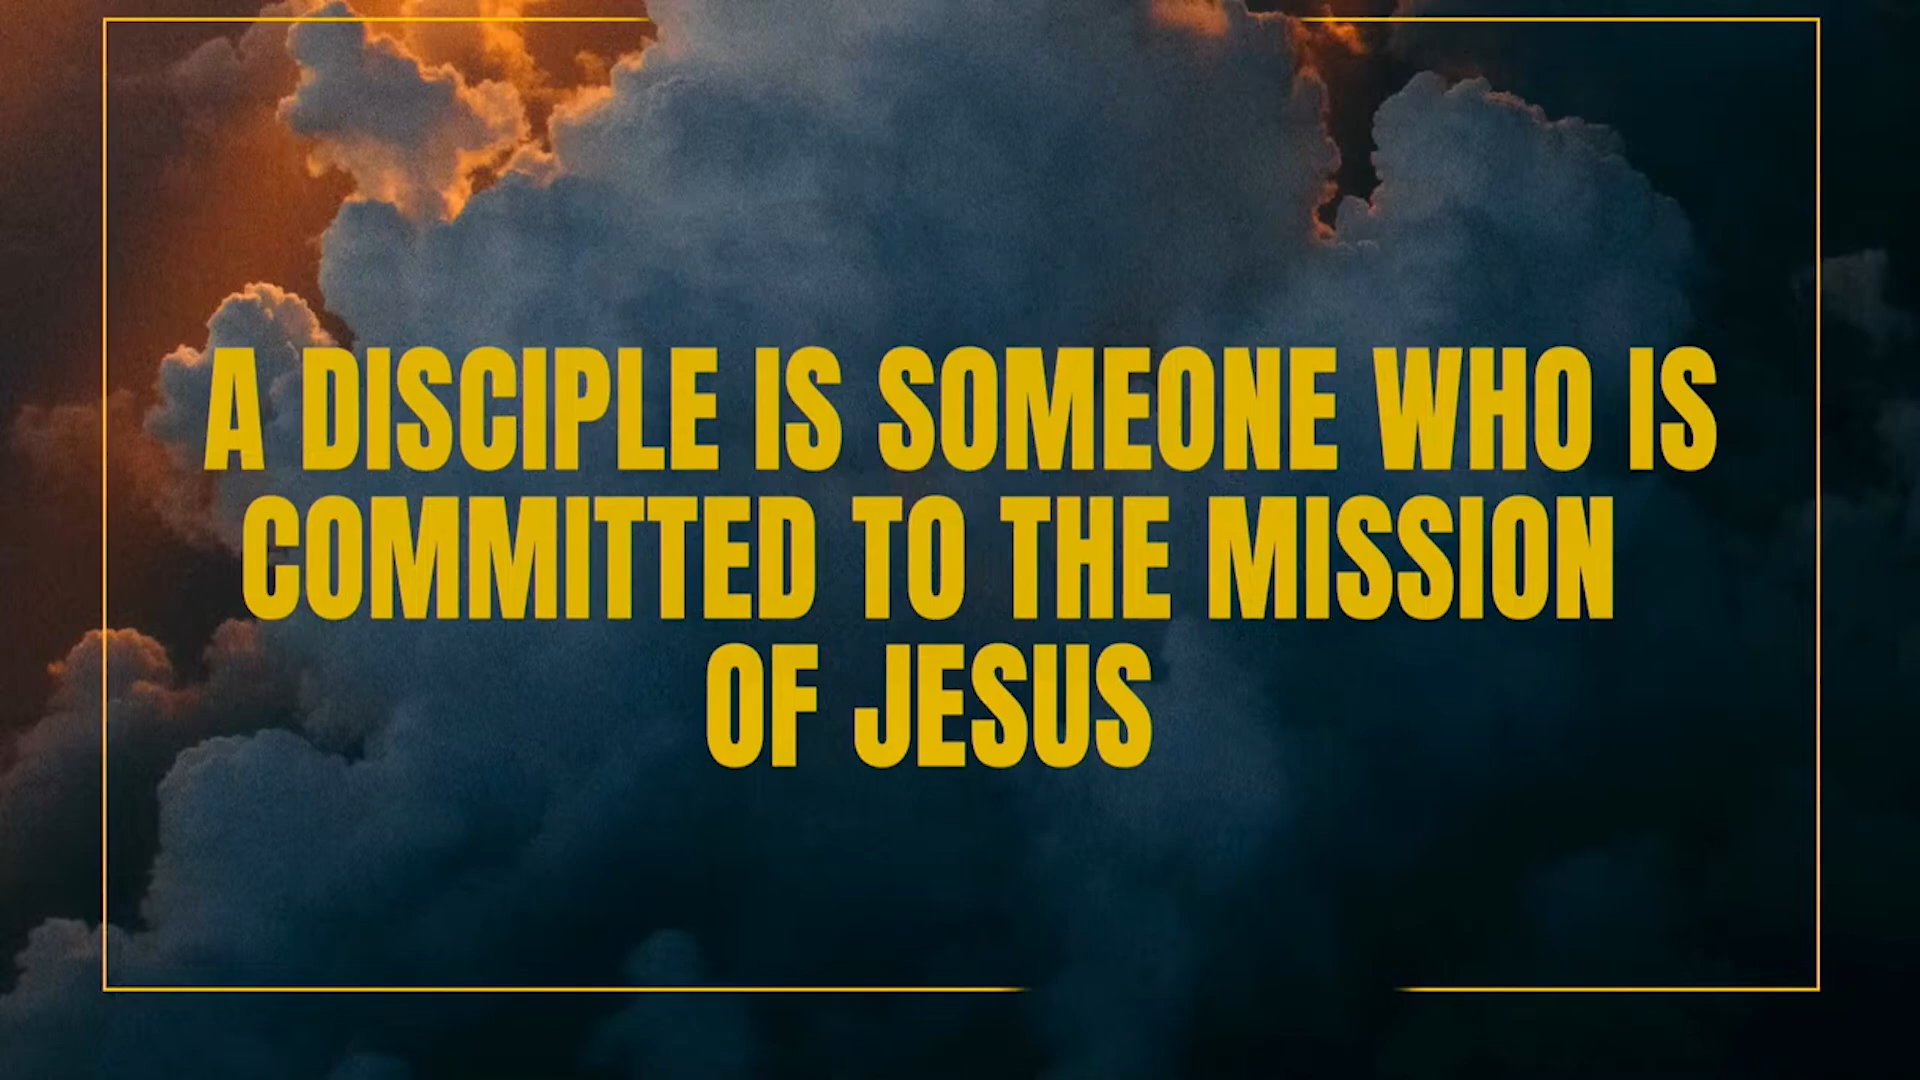 A DISCIPLE IS SOMEONE WHO IS
COMMITTED TO THE MISSION
OF JESUS